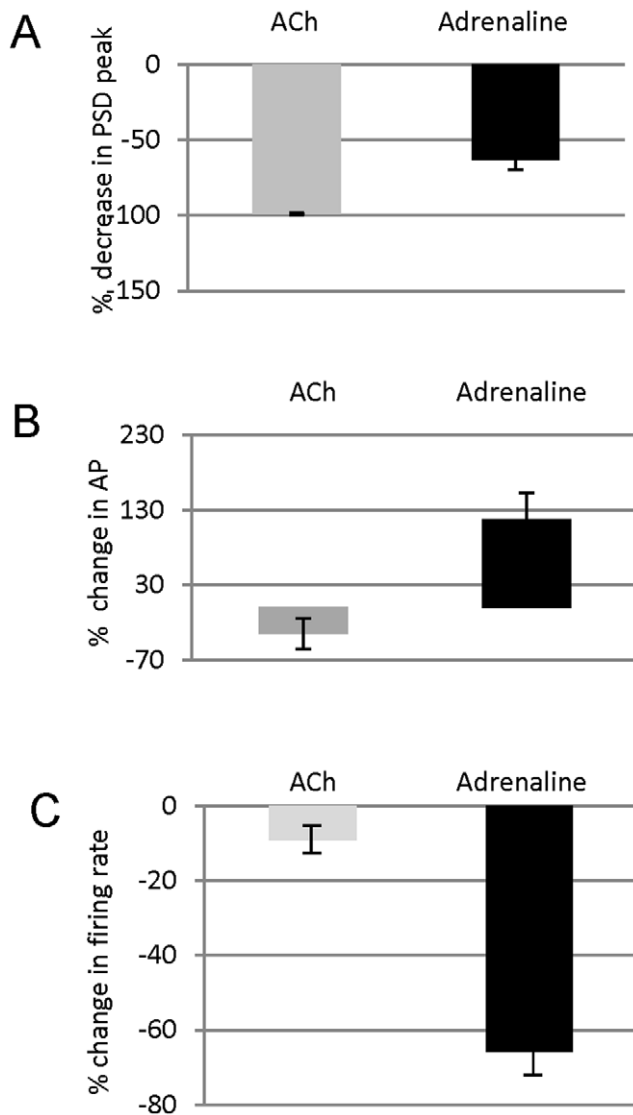 A
ACh Adrenaline
%, decrease in PSD peak
0
-50
-100
-150
B
ACh Adrenaline
% change in AP
230
130
30
-70
C
ACh Adrenaline
% change in firing rate
0
-20
-40
-60
-80